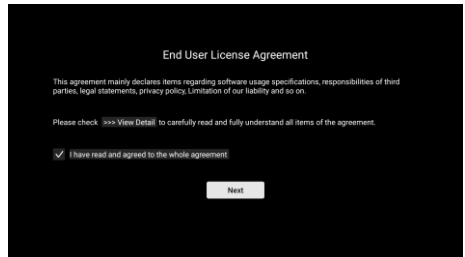 End User License Agreement
This agreement mainly declares items regarding software usage specifications, responsibilities of third
parties, legal statements, privacy policy, Limitation of our liability and so on.
Please check >>> View Detail to carefully read and fully understand all items of the agreement.
I have read and agreed to the whole agreement
Next